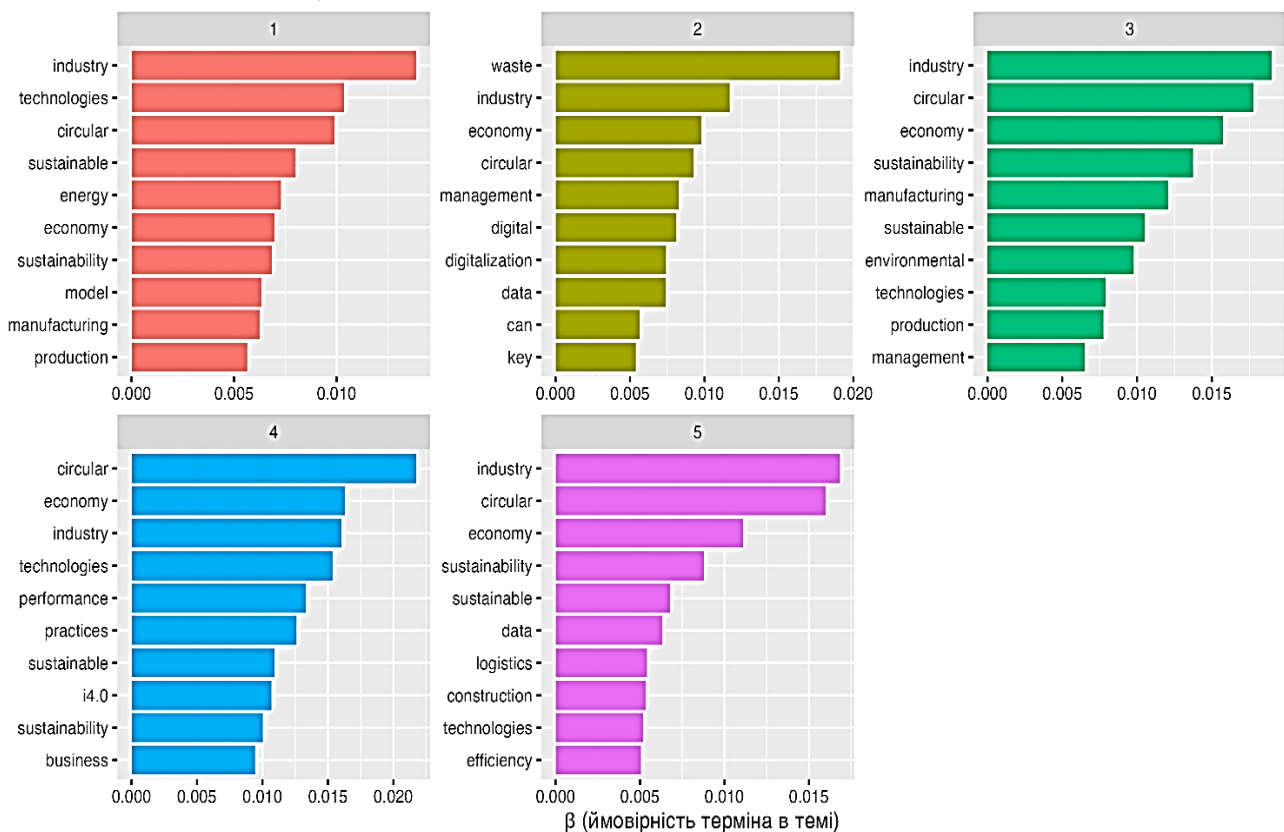 1
industry
technologies
circular
sustainable
energy
economy
sustainability
model
manufacturing
production
0.000 0.005 0.010
2
waste
industry
economy
circular
management
digital
digitalization
data
can
key
0.000 0.005 0.010 0.015 0.020
3
industry
circular
economy
sustainability
manufacturing
sustainable
environmental
technologies
production
management
0.000 0.005 0.010 0.015
4
circular
economy
industry
technologies
performance
practices
sustainable
i4.0
sustainability
business
0.000 0.005 0.010 0.015 0.020
5
industry
circular
economy
sustainability
sustainable
data
logistics
construction
technologies
efficiency
0.000 0.005 0.010 0.015
β (ймовірність терміна в темі)